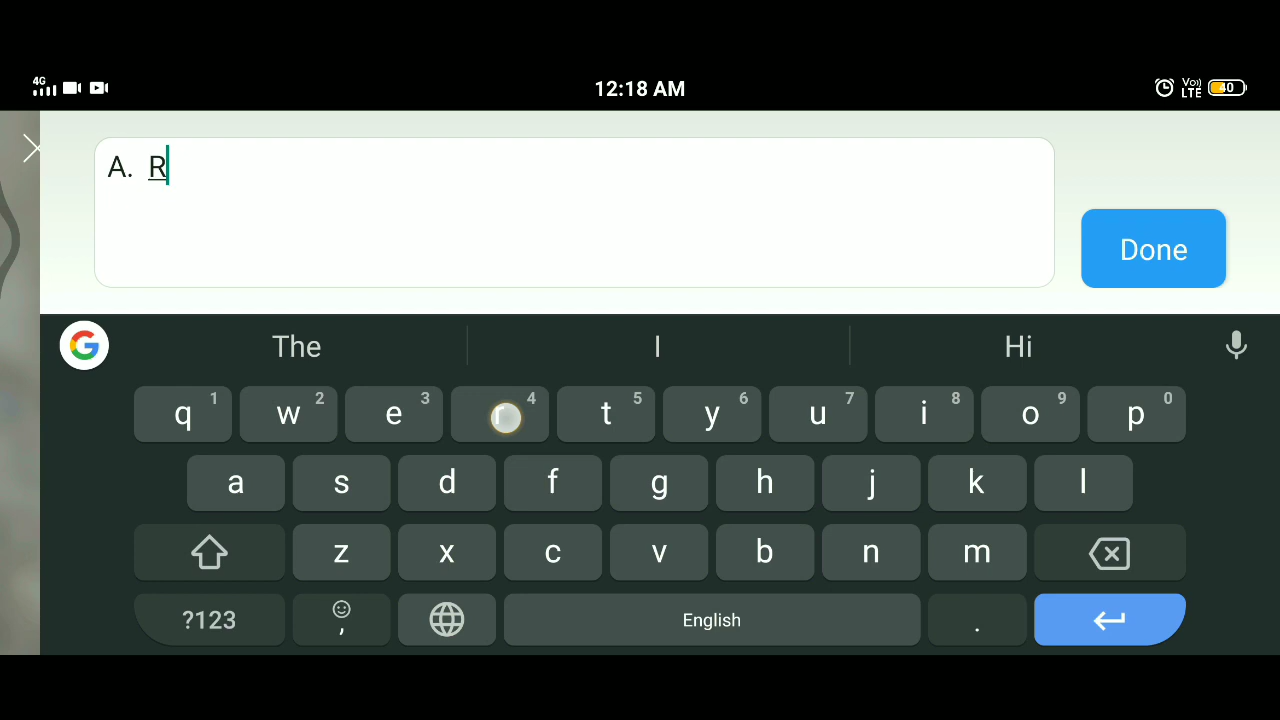 4G
12:18 AM
Vo)) LTE
40
A.  R
Done
G
The I Hi
q 1 w 2 e 3 r 4 t 5 y 6 u 7 i 8 o 9 p 0
a s d f g h j k l
z x c v b n m
?123 , English .